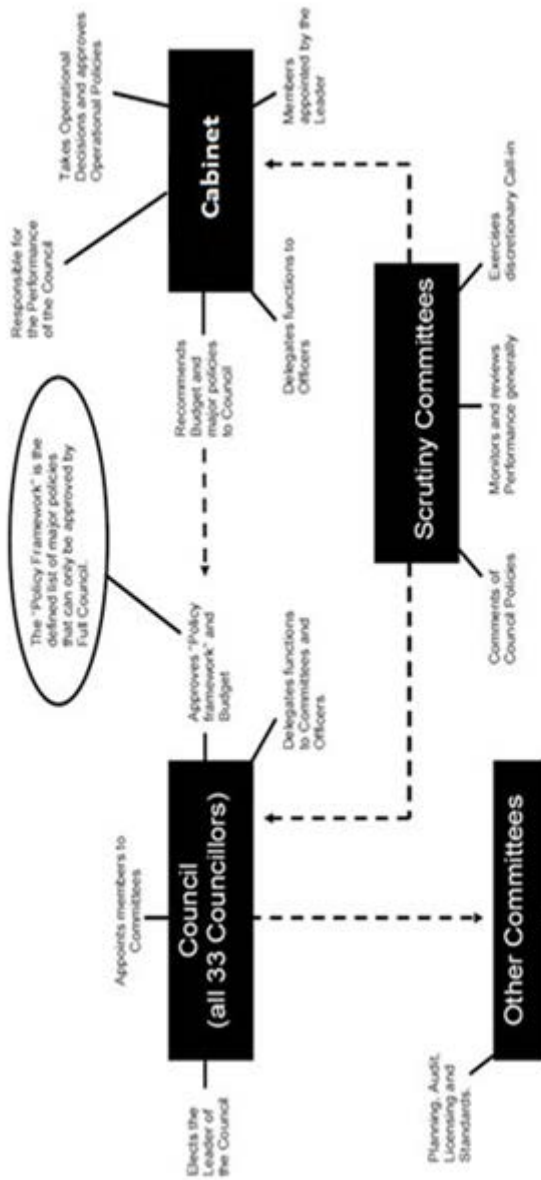 Elects the
Leader of
the Council
Appoints members to
Committees
Council
(all 33 Councillors)
Approves "Policy
framework" and
Budget
Delegates functions
to Committees and
Officers
The "Policy Framework" is the
defined list of major policies
that can only be approved by
Full Council.
Recommends
Budget and
major policies
to Council
Responsible for
the Performance
of the Council
Takes Operational
Decisions and approves
Operational Policies
Cabinet
Delegates functions to
Officers
Members
appointed by the
Leader
Planning, Audit,
Licensing and
Standards.
Other Committees
Scrutiny Committees
Comments of
Council Policies
Monitors and reviews
Performance generally
Exercises
discretionary Call-in